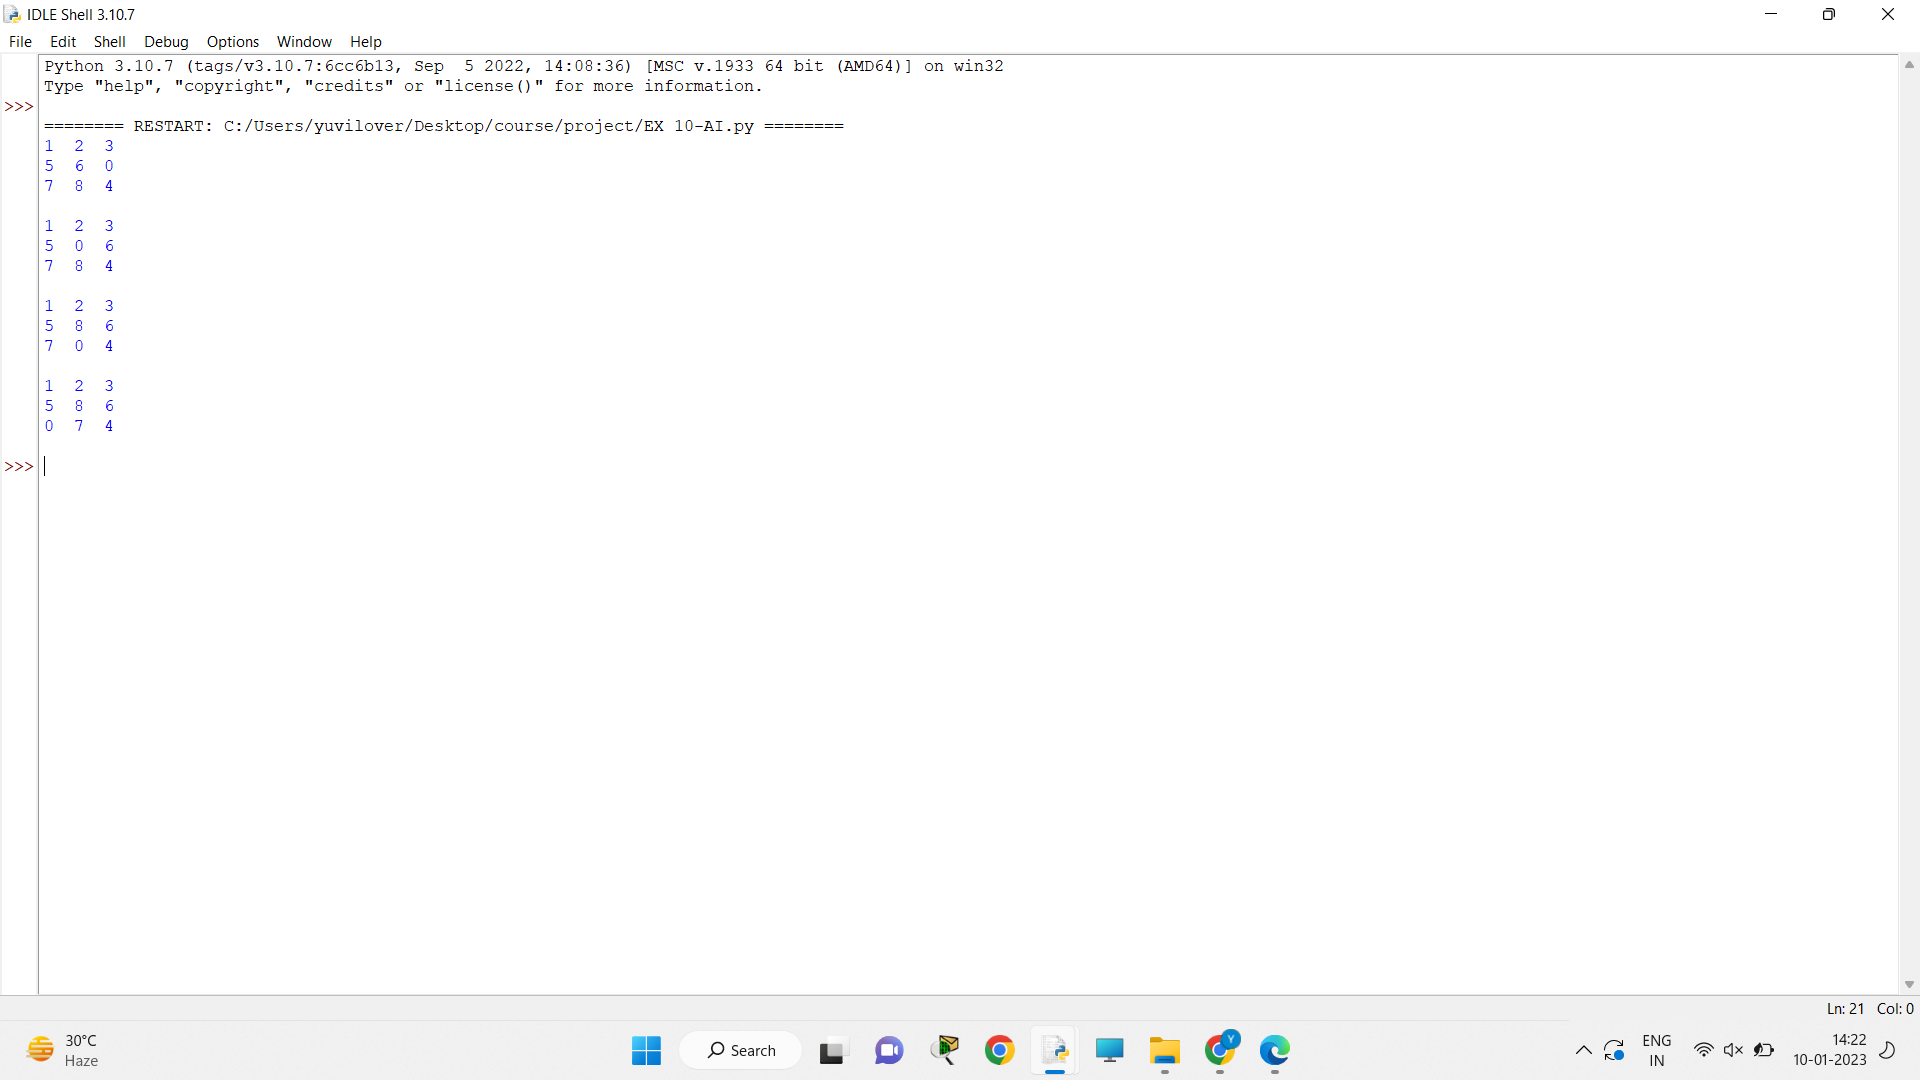 IDLE Shell 3.10.7
File Edit Shell Debug Options Window Help
Python 3.10.7 (tags/v3.10.7:6cc6b13, Sep  5 2022, 14:08:36) [MSC v.1933 64 bit (AMD64)] on win32
Type "help", "copyright", "credits" or "license()" for more information.
>>>
======== RESTART: C:/Users/yuvilover/Desktop/course/project/EX 10-AI.py ========
1 2 3
5 6 0
7 8 4
1 2 3
5 0 6
7 8 4
1 2 3
5 8 6
7 0 4
1 2 3
5 8 6
0 7 4
>>>
Ln: 21 Col: 0
30°C
Haze
Search
Y
ENG
IN
14:22
10-01-2023